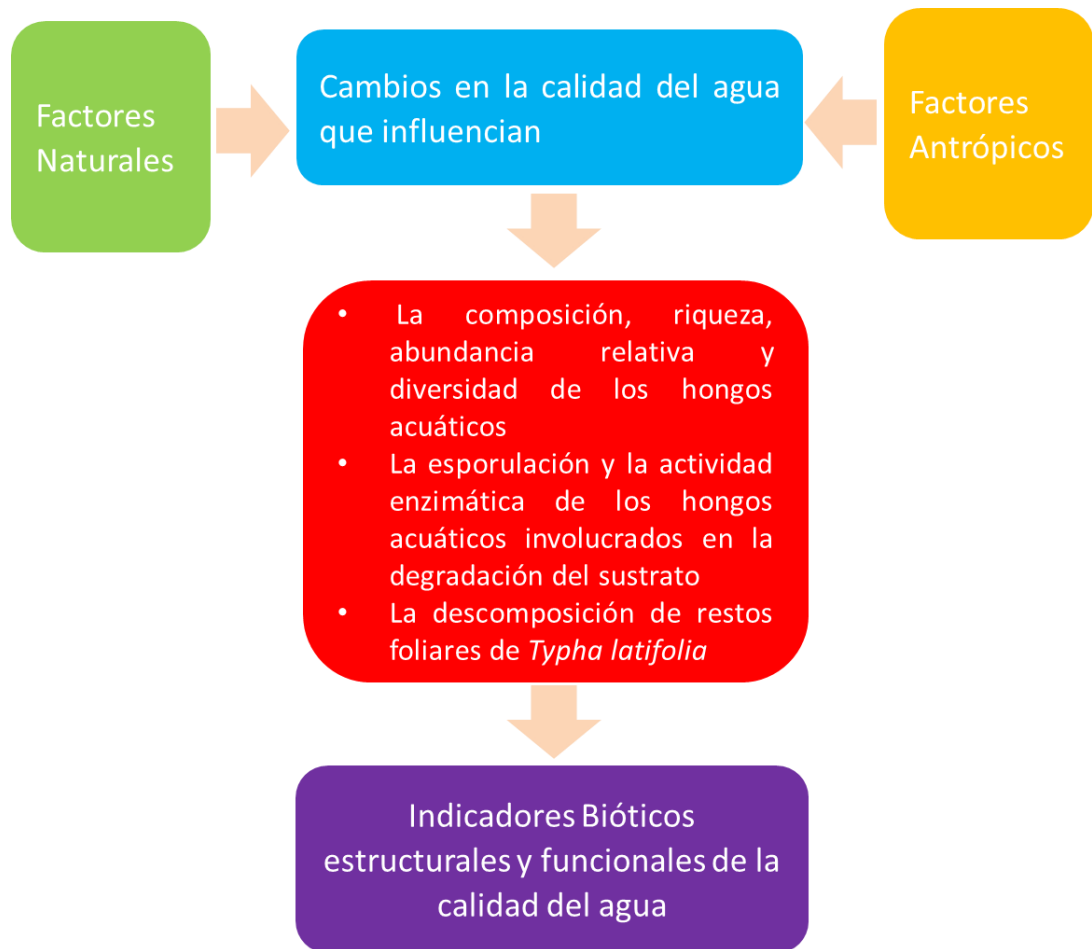 Factores
Naturales
Cambios en la calidad del agua
que influencian
Factores
Antrópicos
• La composición, riqueza,
abundancia relativa y
diversidad de los hongos
acuáticos
• La esporulación y la actividad
enzimática de los hongos
acuáticos involucrados en la
degradación del sustrato
• La descomposición de restos
foliares de Typha latifolia
Indicadores Bióticos
estructurales y funcionales de la
calidad del agua